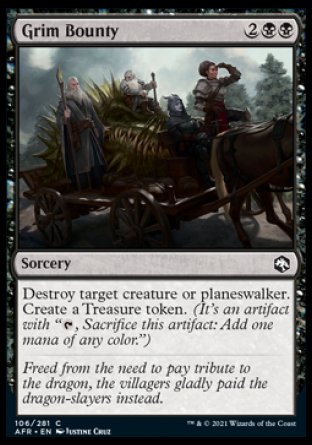 Grim Bounty 2
Sorcery
Destroy target creature or planeswalker.
Create a Treasure token. (It's an artifact
with “, Sacrifice this artifact: Add one
mana of any color.”)
Freed from the need to pay tribute to
the dragon, the villagers gladly paid the
dragon-slayers instead.
106/281 C
AFR • EN JUSTINE CRUZ
™ & © 2021 Wizards of the Coast